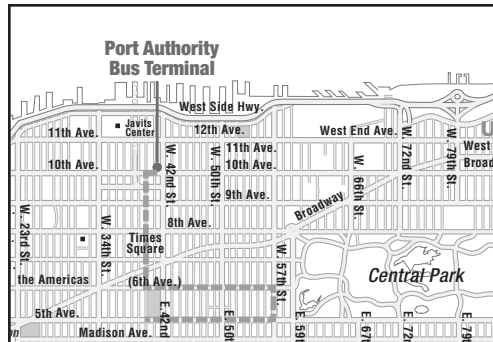 Port Authority
Bus Terminal
West Side Hwy.
Javits
Center
12th Ave.
West End Ave.
11th Ave.
11th Ave.
10th Ave.
10th Ave.
9th Ave.
8th Ave.
Broadway
West
Broad
W. 23rd St.
W. 34th St.
W. 42nd St.
W. 50th St.
W. 57th St.
W. 66th St.
W. 72nd St.
W. 79th St.
Times
Square
the Americas
(6th Ave.)
Central Park
5th Ave.
Madison Ave.
E. 42nd
E. 50t
E. 59t
E. 67t
E. 72t
E. 79t